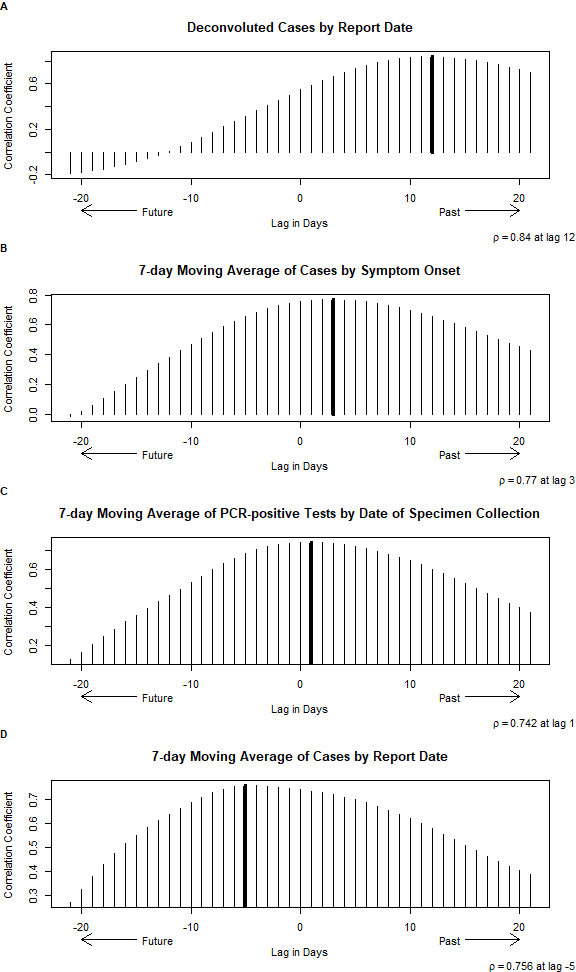 A
Deconvoluted Cases by Report Date
Correlation Coefficient
-0.2 0.2 0.6
-20 -10 0 10 20
Future Past
Lag in Days
ρ = 0.84 at lag 12
B
7-day Moving Average of Cases by Symptom Onset
Correlation Coefficient
0.0 0.2 0.4 0.6 0.8
-20 -10 0 10 20
Future Past
Lag in Days
ρ = 0.77 at lag 3
C
7-day Moving Average of PCR-positive Tests by Date of Specimen Collection
Correlation Coefficient
0.2 0.4 0.6
-20 -10 0 10 20
Future Past
Lag in Days
ρ = 0.742 at lag 1
D
7-day Moving Average of Cases by Report Date
Correlation Coefficient
0.3 0.4 0.5 0.6 0.7
-20 -10 0 10 20
Future Past
Lag in Days
ρ = 0.756 at lag -5